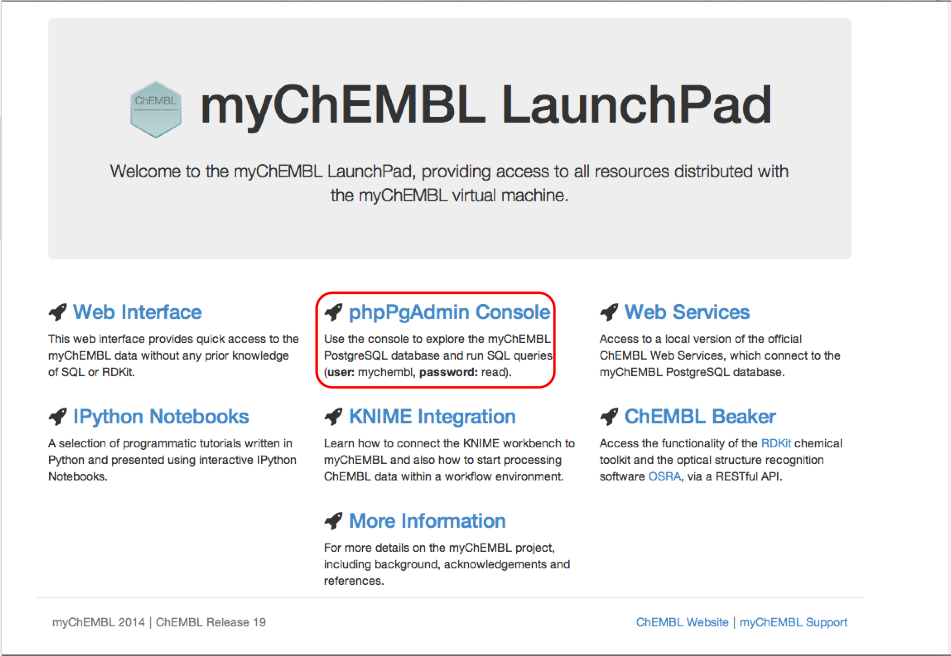 ChEMBL
myChEMBL LaunchPad
Welcome to the myChEMBL LaunchPad, providing access to all resources distributed with
the myChEMBL virtual machine.
Web Interface
This web interface provides quick access to the
myChEMBL data without any prior knowledge
of SQL or RDKit.
phpPgAdmin Console
Use the console to explore the myChEMBL
PostgreSQL database and run SQL queries
(user: mychembl, password: read).
Web Services
Access to a local version of the official
ChEMBL Web Services, which connect to the
myChEMBL PostgreSQL database.
IPython Notebooks
A selection of programmatic tutorials written in
Python and presented using interactive IPython
Notebooks.
KNIME Integration
Learn how to connect the KNIME workbench to
myChEMBL and also how to start processing
ChEMBL data within a workflow environment.
ChEMBL Beaker
Access the functionality of the RDKit chemical
toolkit and the optical structure recognition
software OSRA, via a RESTful API.
More Information
For more details on the myChEMBL project,
including background, acknowledgements and
references.
myChEMBL 2014 | ChEMBL Release 19
ChEMBL Website | myChEMBL Support